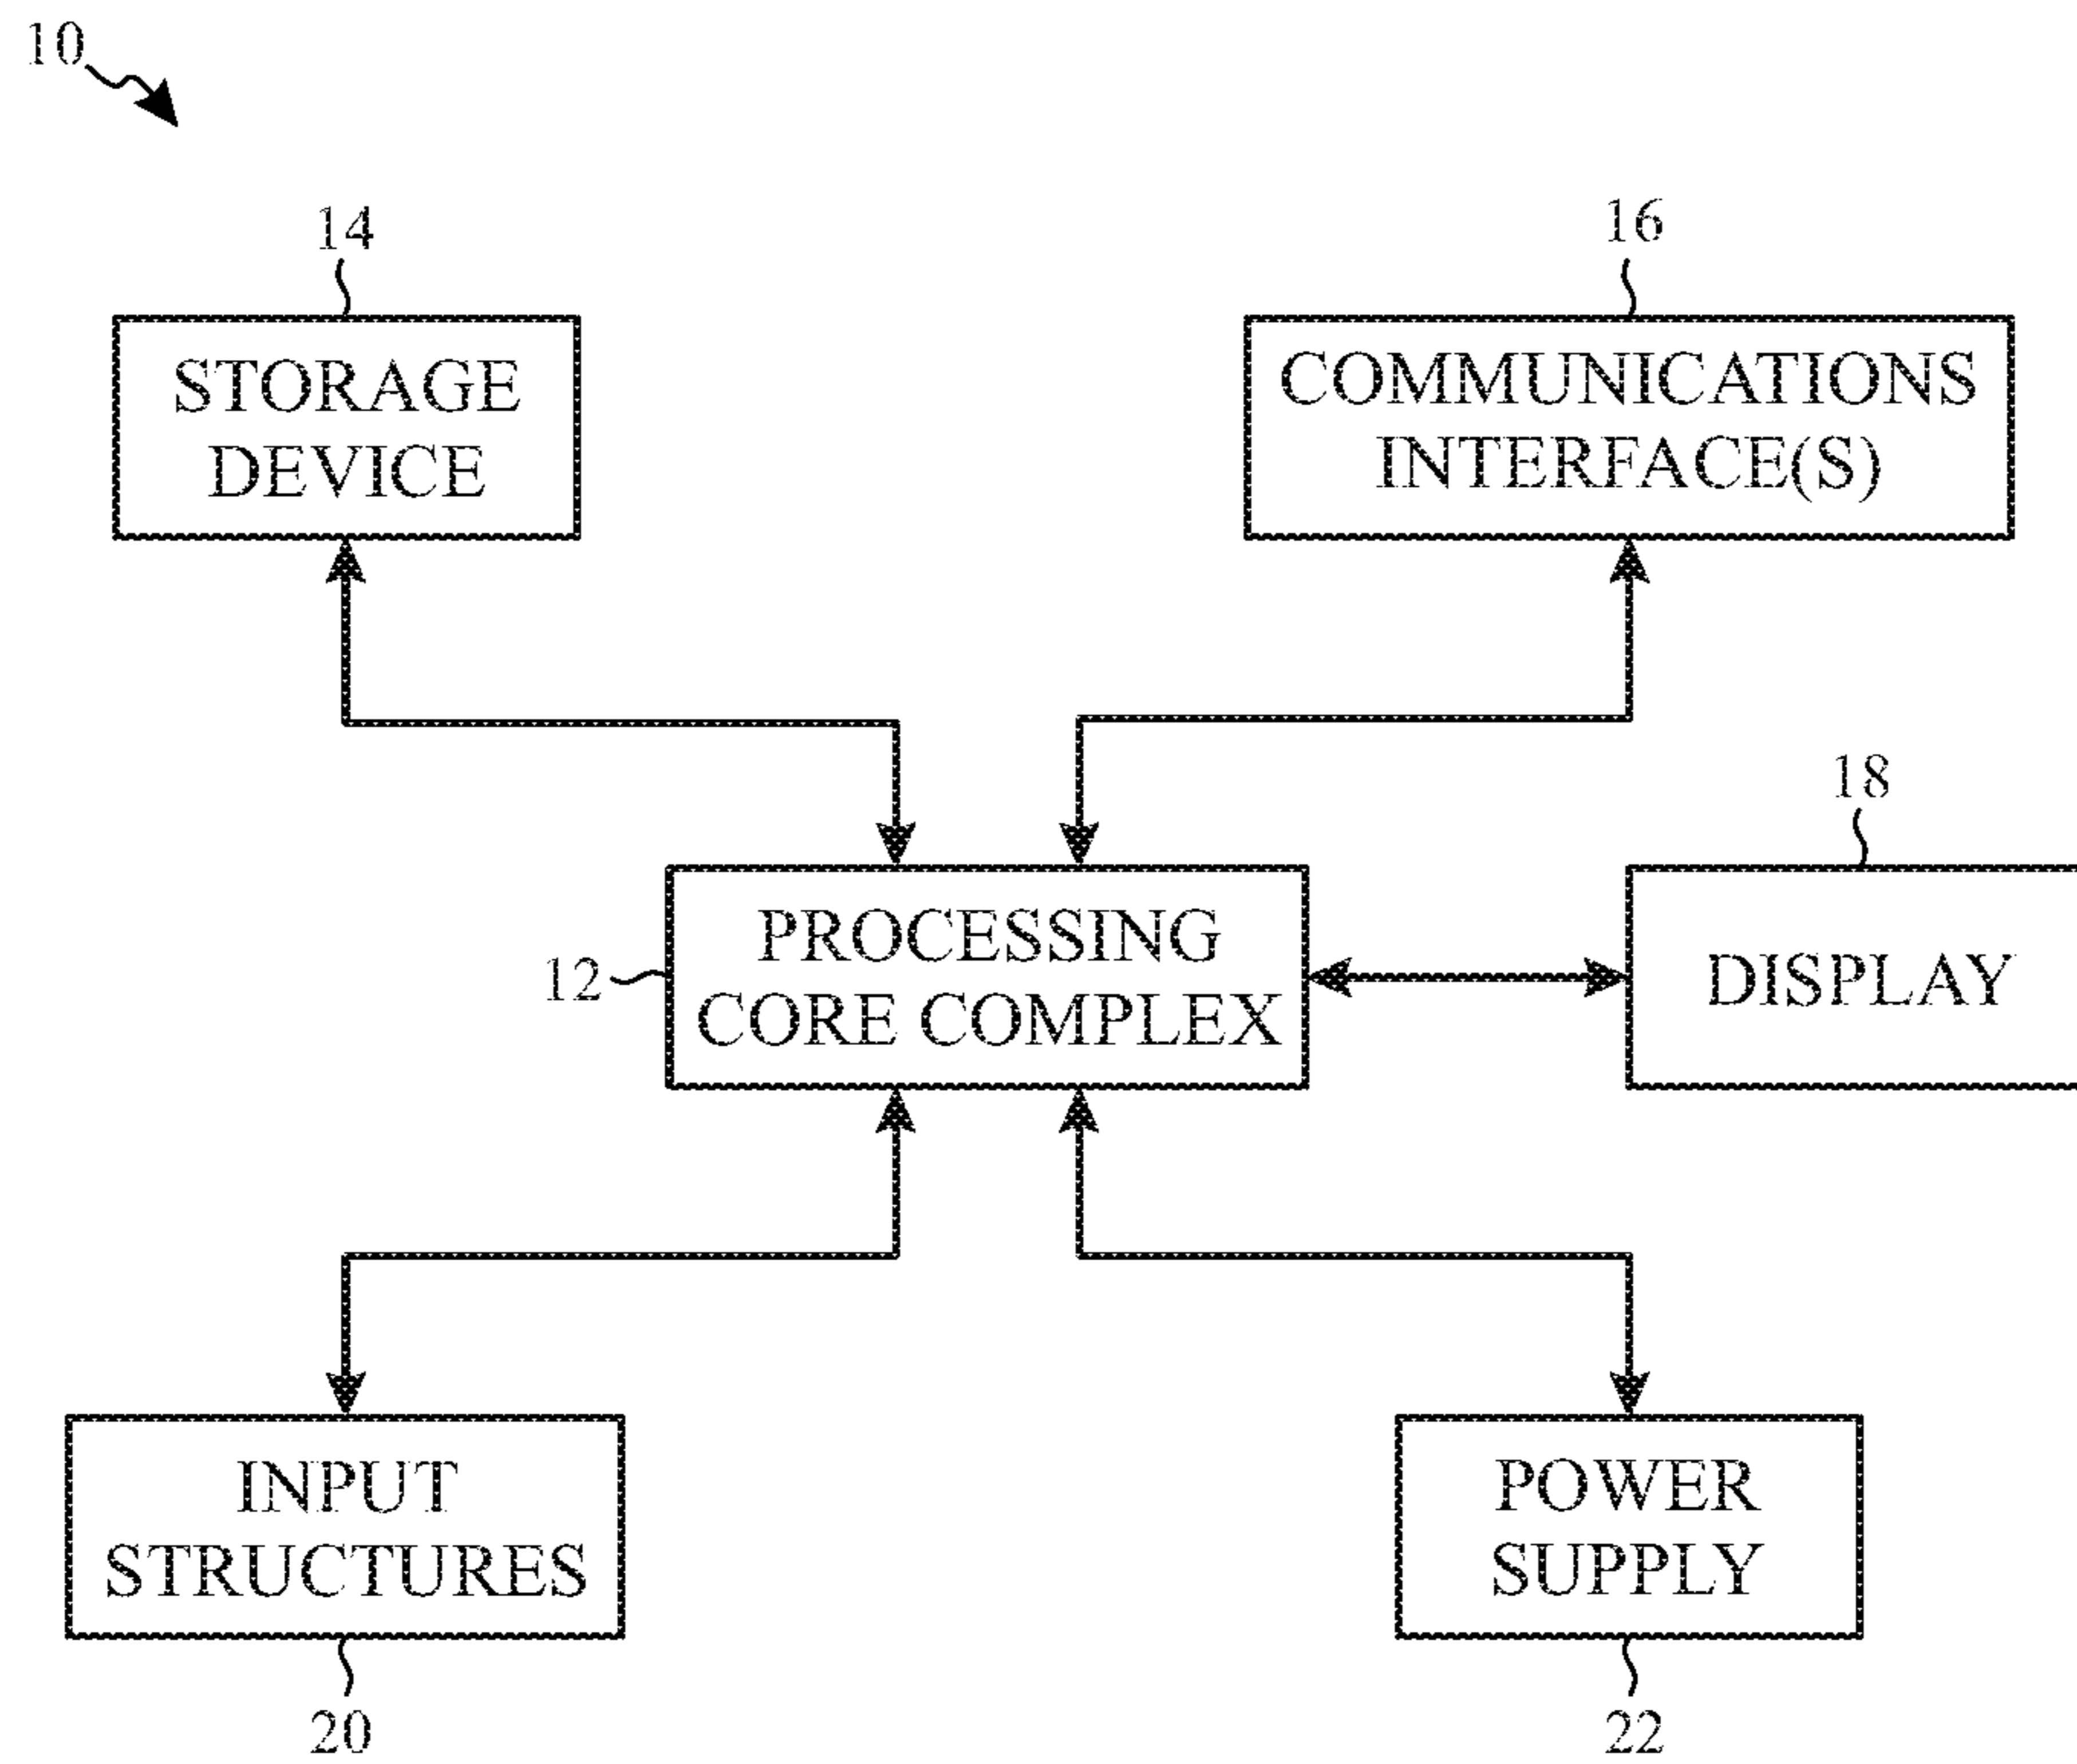 10
14
STORAGE
DEVICE
16
COMMUNICATIONS
INTERFACE(S)
12
PROCESSING
CORE COMPLEX
18
DISPLAY
INPUT
STRUCTURES
20
POWER
SUPPLY
22